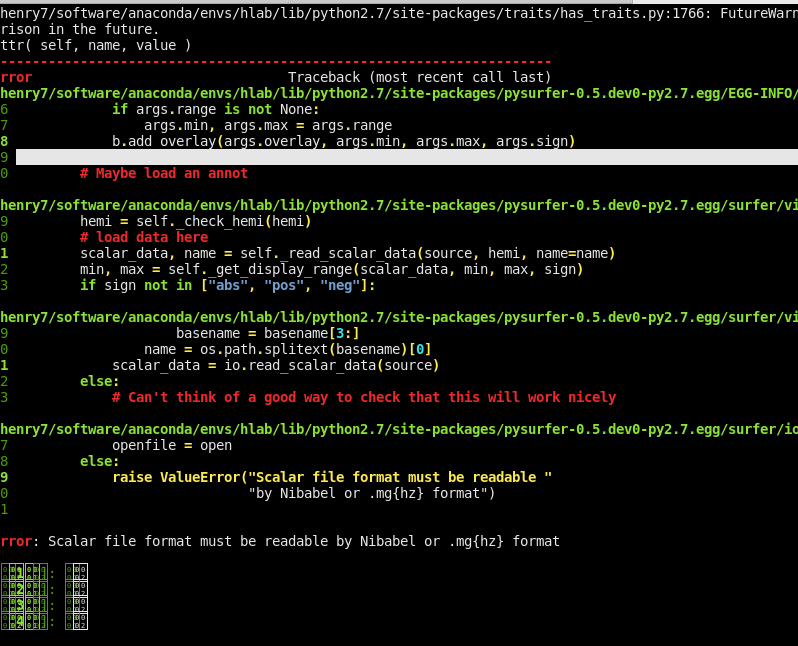 henry7/software/anaconda/envs/hlab/lib/python2.7/site-packages/traits/has_traits.py:1766: FutureWarn
rison in the future.
ttr( self, name, value )
---------------------------------------------------------------------
rror                                Traceback (most recent call last)
henry7/software/anaconda/envs/hlab/lib/python2.7/site-packages/pysurfer-0.5.dev0-py2.7.egg/EGG-INFO/
6             if args.range is not None:
7                 args.min, args.max = args.range
8             b.add_overlay(args.overlay, args.min, args.max, args.sign)
9
0         # Maybe load an annot
henry7/software/anaconda/envs/hlab/lib/python2.7/site-packages/pysurfer-0.5.dev0-py2.7.egg/surfer/vi
9         hemi = self._check_hemi(hemi)
0         # load data here
1         scalar_data, name = self._read_scalar_data(source, hemi, name=name)
2         min, max = self._get_display_range(scalar_data, min, max, sign)
3         if sign not in ["abs", "pos", "neg"]:
henry7/software/anaconda/envs/hlab/lib/python2.7/site-packages/pysurfer-0.5.dev0-py2.7.egg/surfer/vi
9                     basename = basename[3:]
0                 name = os.path.splitext(basename)[0]
1             scalar_data = io.read_scalar_data(source)
2         else:
3             # Can't think of a good way to check that this will work nicely
henry7/software/anaconda/envs/hlab/lib/python2.7/site-packages/pysurfer-0.5.dev0-py2.7.egg/surfer/io
7             openfile = open
8         else:
9             raise ValueError("Scalar file format must be readable "
0                              "by Nibabel or .mg{hz} format")
1
rror: Scalar file format must be readable by Nibabel or .mg{hz} format
1:
2:
3:
4: